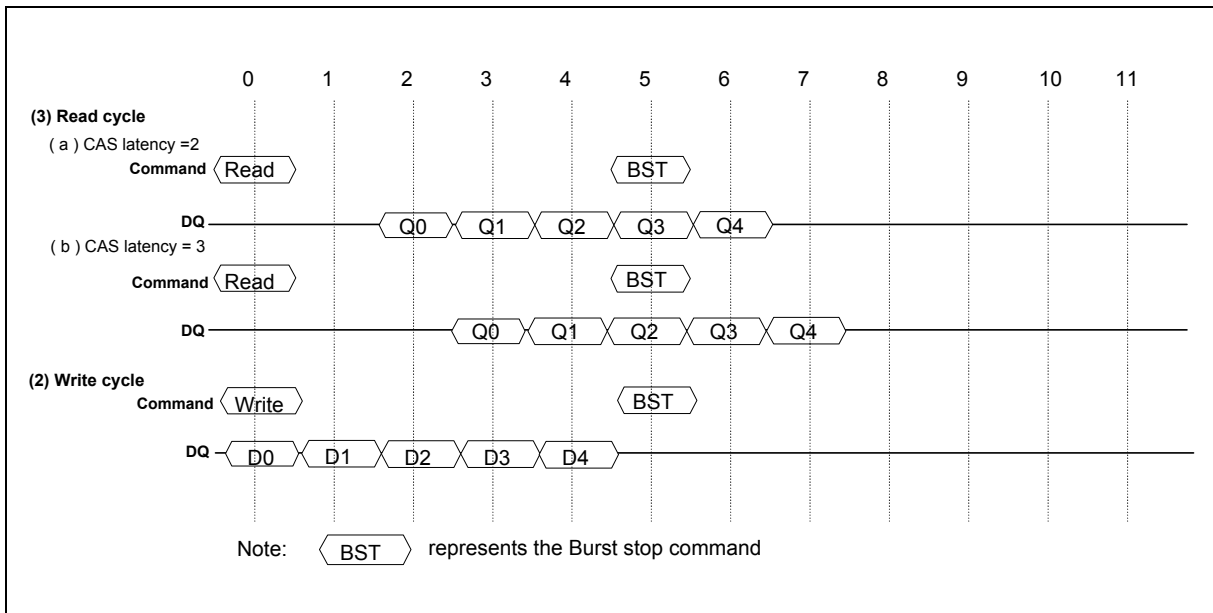 0 1 2 3 4 5 6 7 8 9 10 11
(3) Read cycle
( a ) CAS latency =2
Command Read BST
DQ Q0 Q1 Q2 Q3 Q4
( b ) CAS latency = 3
Command Read BST
DQ Q0 Q1 Q2 Q3 Q4
(2) Write cycle
Command Write BST
DQ D0 D1 D2 D3 D4
Note: BST represents the Burst stop command